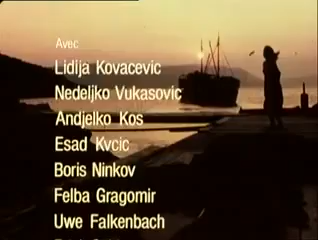 Avec
Lidija Kovacevic
Nedeljko Vukasovic
Andjelko Kos
Esad Kvcic
Boris Ninkov
Felba Gragomir
Uwe Falkenbach